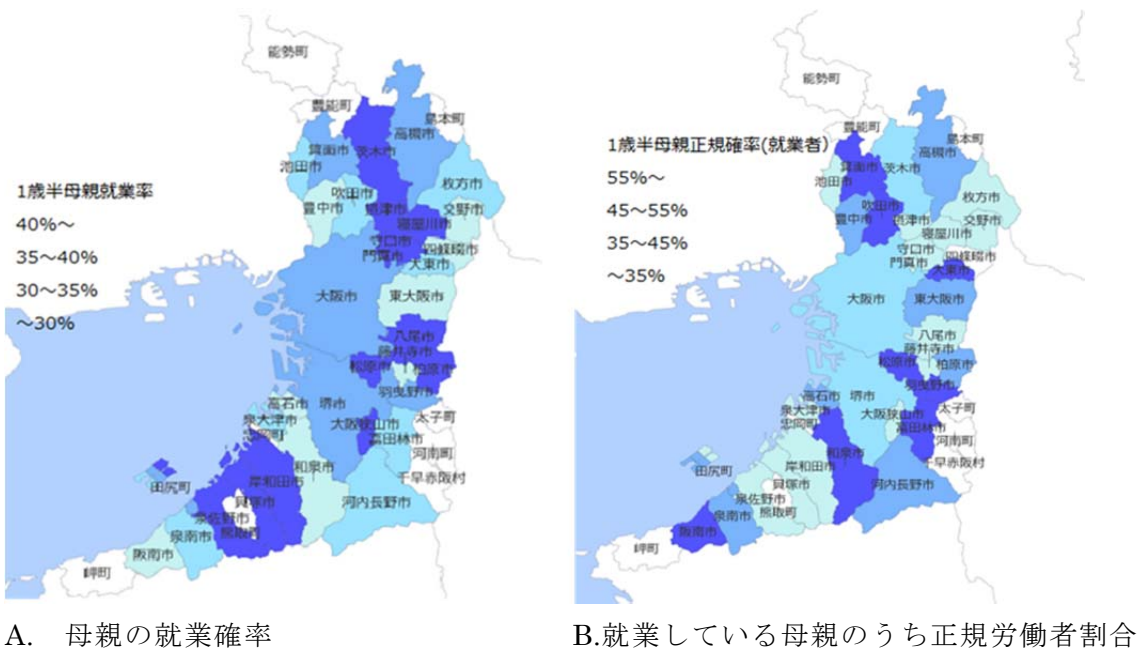 能勢町
豊能町
島本町
高槻市
箕面市
茨木市
池田市
吹田市
枚方市
豊中市
摂津市
交野市
寝屋川市
守口市
門真市
四條畷市
大東市
大阪市
東大阪市
八尾市
藤井寺市
松原市
柏原市
羽曳野市
高石市
堺市
太子町
泉大津市
忠岡町
大阪狭山市
富田林市
河南町
和泉市
千早赤阪村
岸和田市
田尻町
貝塚市
河内長野市
泉佐野市
熊取町
泉南市
阪南市
岬町
1歳半母親就業率
40%～
35～40%
30～35%
～30%
A. 母親の就業確率
能勢町
豊能町
島本町
高槻市
箕面市
茨木市
池田市
吹田市
枚方市
豊中市
摂津市
交野市
寝屋川市
守口市
門真市
四條畷市
大東市
大阪市
東大阪市
八尾市
藤井寺市
松原市
柏原市
羽曳野市
高石市
堺市
太子町
泉大津市
忠岡町
大阪狭山市
富田林市
河南町
和泉市
千早赤阪村
岸和田市
田尻町
貝塚市
河内長野市
泉佐野市
熊取町
泉南市
阪南市
岬町
1歳半母親正規確率(就業者)
55%～
45～55%
35～45%
～35%
B.就業している母親のうち正規労働者割合